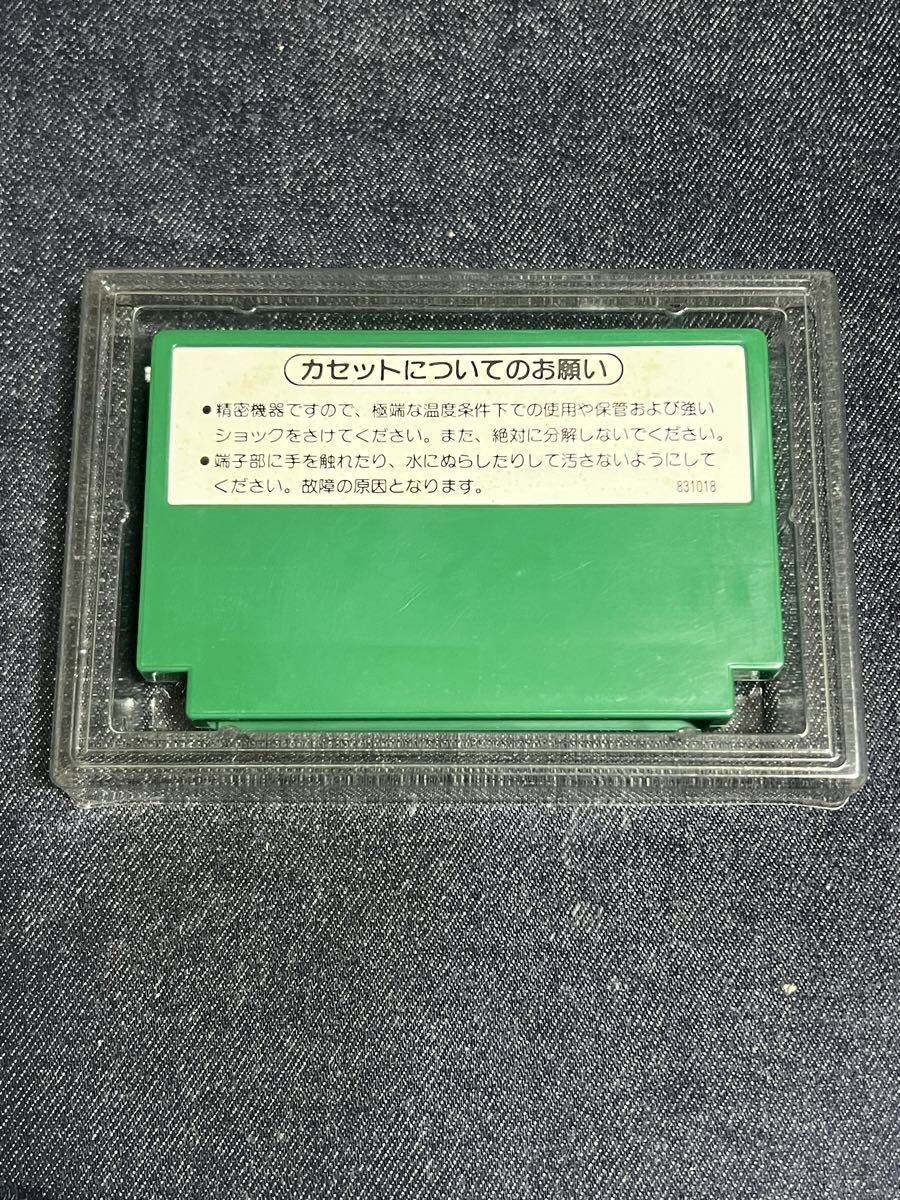 カセットについてのお願い
●精密機器ですので、極端な温度条件下での使用や保管および強い
ショックをさけてください。また、絶対に分解しないでください。
●端子部に手を触れたり、水にぬらしたりして汚さないようにして
ください。故障の原因となります。 831018